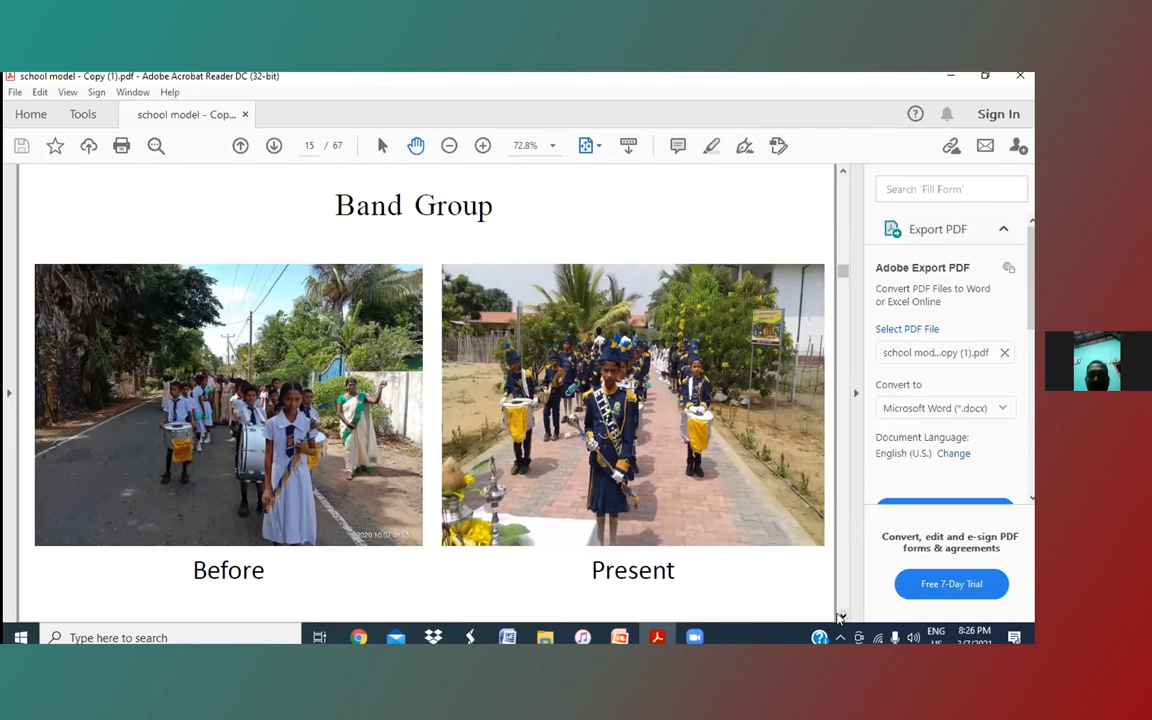 school model - Copy (1).pdf - Adobe Acrobat Reader DC (32-bit)
File Edit View Sign Window Help
Home Tools school model - Cop... × Sign In
15 / 67 72.8%
Band Group
Before
Present
2020.10.02
Search 'Fill Form'
Export PDF
Adobe Export PDF
Convert PDF Files to Word
or Excel Online
Select PDF File
school mod...opy (1).pdf
Convert to
Microsoft Word (*.docx)
Document Language:
English (U.S.) Change
Convert, edit and e-sign PDF
forms & agreements
Free 7-Day Trial
Type here to search
ENG
8:26 PM